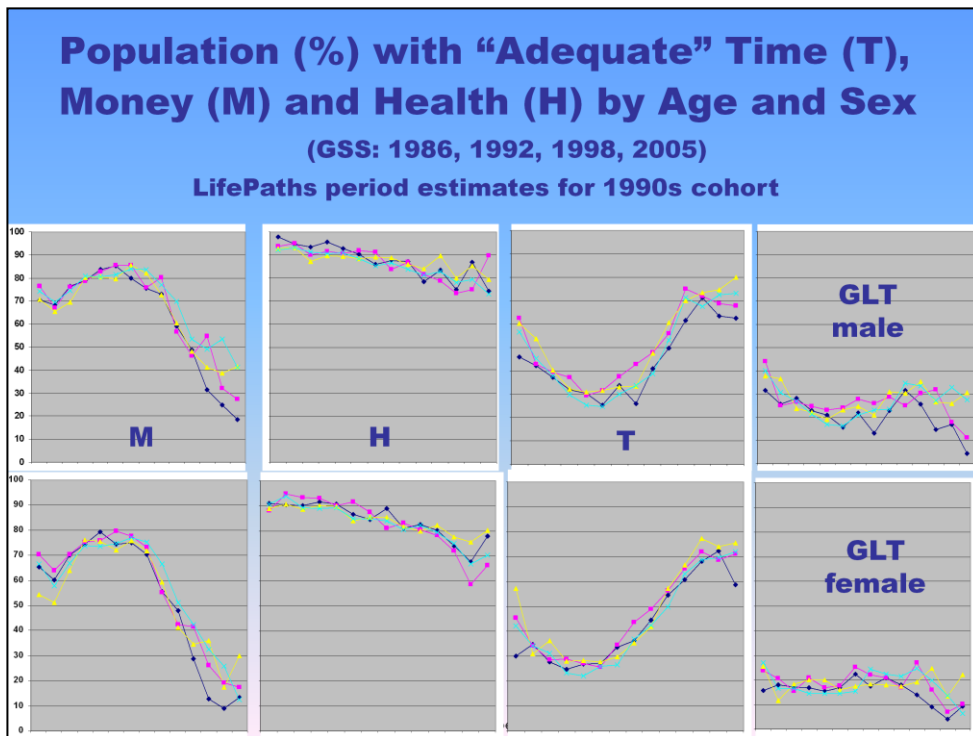 Population (%) with “Adequate” Time (T),
Money (M) and Health (H) by Age and Sex
(GSS: 1986, 1992, 1998, 2005)
LifePaths period estimates for 1990s cohort
100
90
80
70
60
50
40
30
20
10
0
M
H
T
GLT
male
100
90
80
70
60
50
40
30
20
10
0
GLT
female